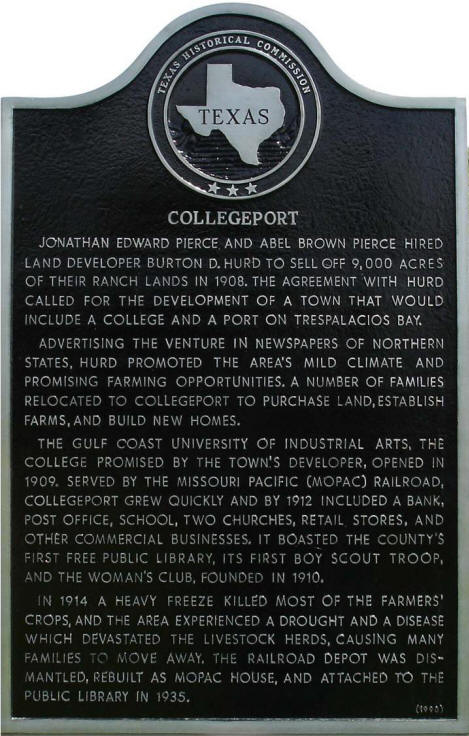 TEXAS HISTORICAL COMMISSION
TEXAS
COLLEGEPORT
JONATHAN EDWARD PIERCE AND ABEL BROWN PIERCE HIRED
LAND DEVELOPER BURTON D. HURD TO SELL OFF 9,000 ACRES
OF THEIR RANCH LANDS IN 1908. THE AGREEMENT WITH HURD
CALLED FOR THE DEVELOPMENT OF A TOWN THAT WOULD
INCLUDE A COLLEGE AND A PORT ON TRESPALACIOS BAY.
ADVERTISING THE VENTURE IN NEWSPAPERS OF NORTHERN
STATES, HURD PROMOTED THE AREA'S MILD CLIMATE AND
PROMISING FARMING OPPORTUNITIES. A NUMBER OF FAMILIES
RELOCATED TO COLLEGEPORT TO PURCHASE LAND, ESTABLISH
FARMS, AND BUILD NEW HOMES.
THE GULF COAST UNIVERSITY OF INDUSTRIAL ARTS, THE
COLLEGE PROMISED BY THE TOWN'S DEVELOPER, OPENED IN
1909. SERVED BY THE MISSOURI PACIFIC (MOPAC) RAILROAD,
COLLEGEPORT GREW QUICKLY AND BY 1912 INCLUDED A BANK,
POST OFFICE, SCHOOL, TWO CHURCHES, RETAIL STORES, AND
OTHER COMMERCIAL BUSINESSES. IT BOASTED THE COUNTY'S
FIRST FREE PUBLIC LIBRARY, ITS FIRST BOY SCOUT TROOP,
AND THE WOMAN'S CLUB, FOUNDED IN 1910.
IN 1914 A HEAVY FREEZE KILLED MOST OF THE FARMERS'
CROPS, AND THE AREA EXPERIENCED A DROUGHT AND A DISEASE
WHICH DEVASTATED THE LIVESTOCK HERDS, CAUSING MANY
FAMILIES TO MOVE AWAY. THE RAILROAD DEPOT WAS DIS-
MANTLED, REBUILT AS MOPAC HOUSE, AND ATTACHED TO THE
PUBLIC LIBRARY IN 1935.